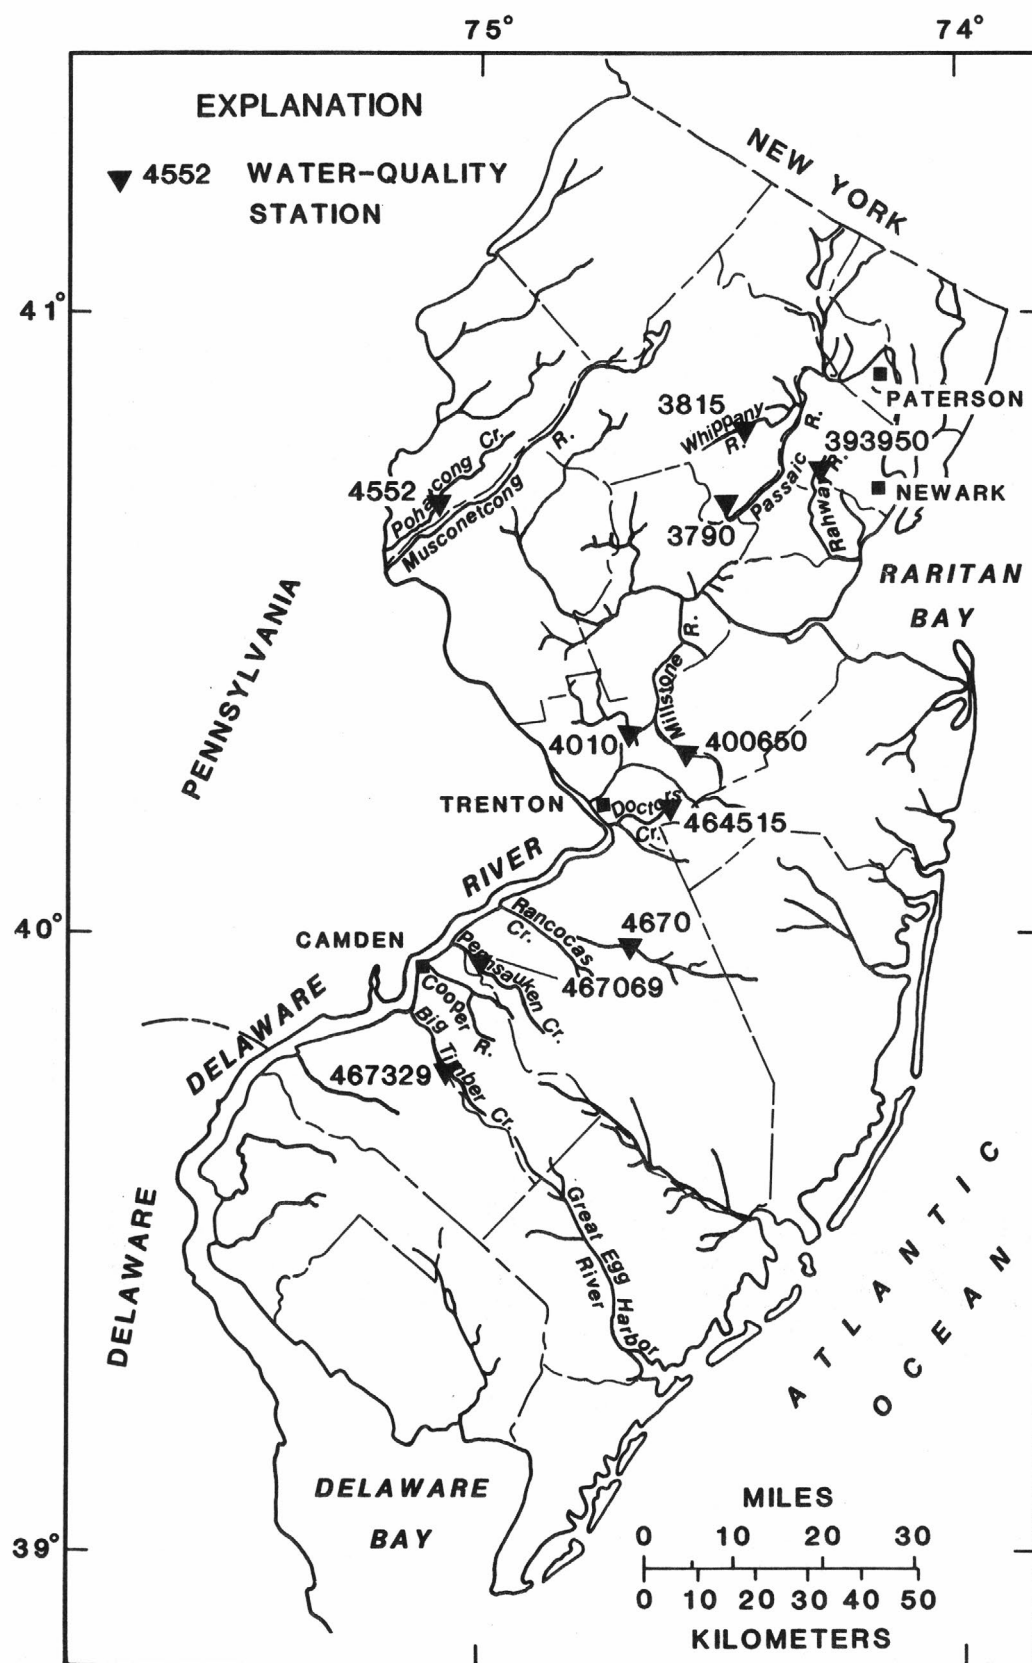 75° 74°
EXPLANATION
4552 WATER-QUALITY
STATION
NEW YORK
41°
PATERSON
3815
Whippany
R.
Passaic R.
393950
Rahway R.
NEWARK
Pohatcong Cr.
4552
Musconetcong R.
3790
RARITAN
BAY
PENNSYLVANIA
Millstone R.
4010
400650
TRENTON
Doctors
Cr.
464515
RIVER
40°
Rancocas
Cr.
4670
CAMDEN
Pennsauken Cr.
467069
Cooper R.
DELAWARE
Big Timber Cr.
467329
ATLANTIC
OCEAN
Great Egg Harbor
River
DELAWARE
DELAWARE
BAY
39°
MILES
0 10 20 30
0 10 20 30 40 50
KILOMETERS